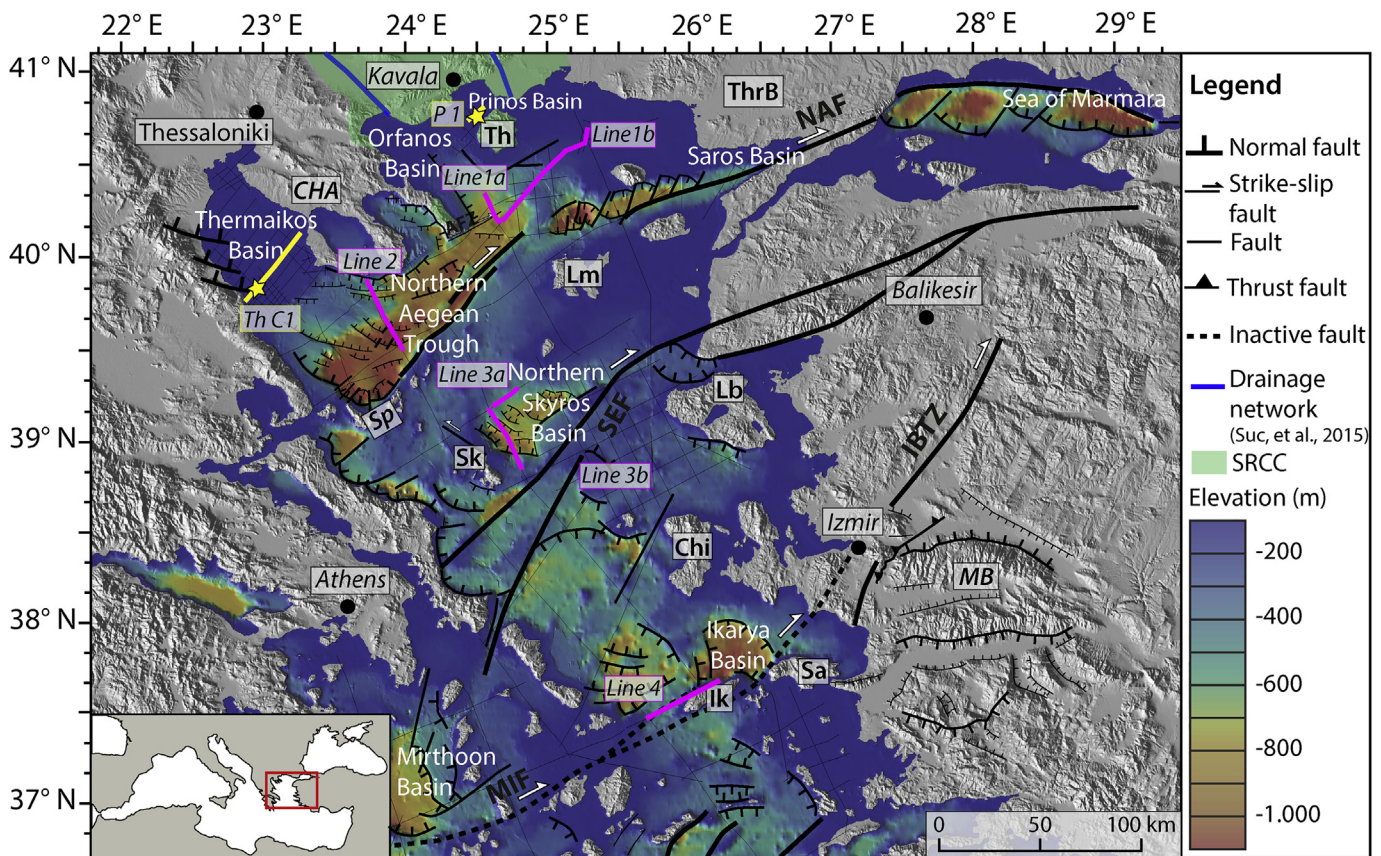 22° E
23° E
24° E
25° E
26° E
27° E
28° E
29° E
41° N
40° N
39° N
38° N
37° N
Kavala
P 1
Prinos Basin
Th
Thessaloniki
Orfanos
Basin
Line1b
Line1a
ThrB
NAF
Sea of Marmara
Saros Basin
CHA
Thermaikos
Basin
Line 2
Th C1
Northern
Aegean
Trough
Lm
Balikesir
Line 3a
Northern
Skyros
Basin
Sp
SEF
Lb
Sk
Line 3b
IBTZ
Izmir
Chi
MB
Athens
Ikarya
Basin
Line 4
Ik
Sa
Mirthoon
Basin
MIF
0
50
100 km
Legend
Normal fault
Strike-slip
fault
Fault
Thrust fault
Inactive fault
Drainage
network
(Suc, et al., 2015)
SRCC
Elevation (m)
-200
-400
-600
-800
-1.000